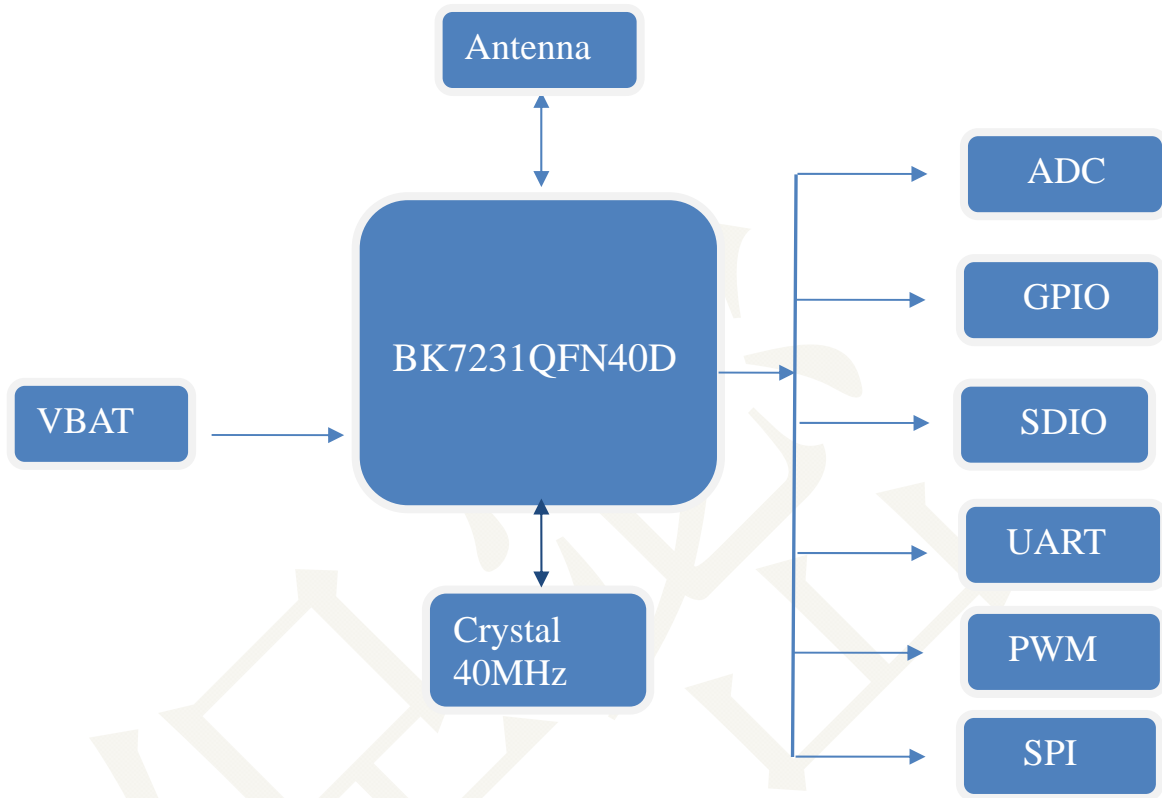 Antenna
ADC
GPIO
BK7231QFN40D
VBAT
SDIO
UART
Crystal
40MHz
PWM
SPI